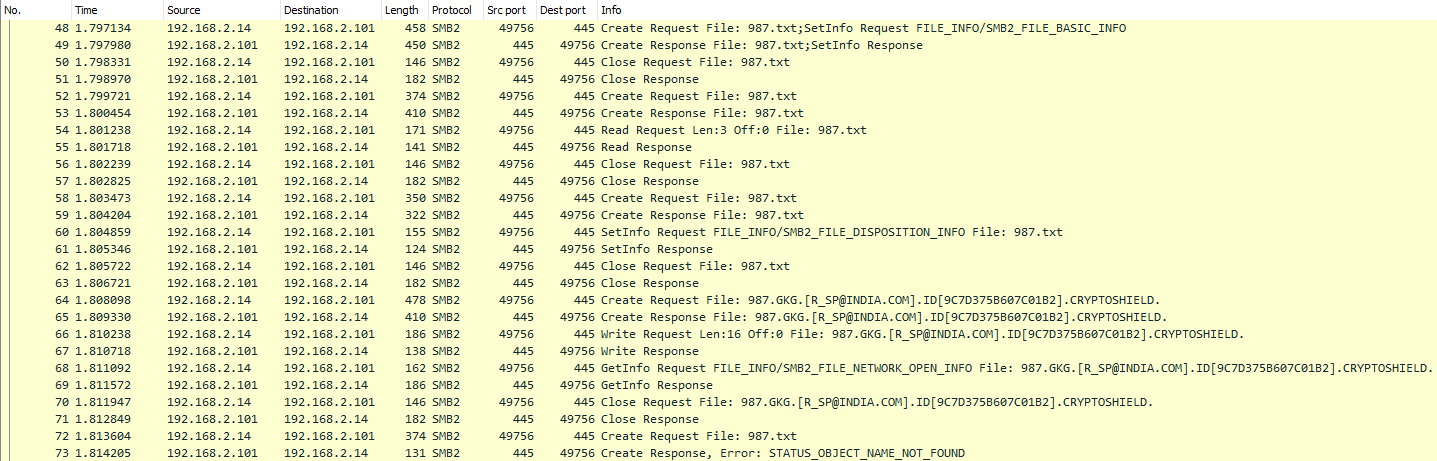 No. Time Source Destination Length Protocol Src port Dest port Info
48 1.797134 192.168.2.14 192.168.2.101 458 SMB2 49756 445 Create Request File: 987.txt;SetInfo Request FILE_INFO/SMB2_FILE_BASIC_INFO
49 1.797980 192.168.2.101 192.168.2.14 450 SMB2 445 49756 Create Response File: 987.txt;SetInfo Response
50 1.798331 192.168.2.14 192.168.2.101 146 SMB2 49756 445 Close Request File: 987.txt
51 1.798970 192.168.2.101 192.168.2.14 182 SMB2 445 49756 Close Response
52 1.799721 192.168.2.14 192.168.2.101 374 SMB2 49756 445 Create Request File: 987.txt
53 1.800454 192.168.2.101 192.168.2.14 410 SMB2 445 49756 Create Response File: 987.txt
54 1.801238 192.168.2.14 192.168.2.101 171 SMB2 49756 445 Read Request Len:3 Off:0 File: 987.txt
55 1.801718 192.168.2.101 192.168.2.14 141 SMB2 445 49756 Read Response
56 1.802239 192.168.2.14 192.168.2.101 146 SMB2 49756 445 Close Request File: 987.txt
57 1.802825 192.168.2.101 192.168.2.14 182 SMB2 445 49756 Close Response
58 1.803473 192.168.2.14 192.168.2.101 350 SMB2 49756 445 Create Request File: 987.txt
59 1.804204 192.168.2.101 192.168.2.14 322 SMB2 445 49756 Create Response File: 987.txt
60 1.804859 192.168.2.14 192.168.2.101 155 SMB2 49756 445 SetInfo Request FILE_INFO/SMB2_FILE_DISPOSITION_INFO File: 987.txt
61 1.805346 192.168.2.101 192.168.2.14 124 SMB2 445 49756 SetInfo Response
62 1.805722 192.168.2.14 192.168.2.101 146 SMB2 49756 445 Close Request File: 987.txt
63 1.806721 192.168.2.101 192.168.2.14 182 SMB2 445 49756 Close Response
64 1.808098 192.168.2.14 192.168.2.101 478 SMB2 49756 445 Create Request File: 987.GKG.[R_SP@INDIA.COM].ID[9C7D375B607C01B2].CRYPTOSHIELD.
65 1.809330 192.168.2.101 192.168.2.14 410 SMB2 445 49756 Create Response File: 987.GKG.[R_SP@INDIA.COM].ID[9C7D375B607C01B2].CRYPTOSHIELD.
66 1.810238 192.168.2.14 192.168.2.101 186 SMB2 49756 445 Write Request Len:16 Off:0 File: 987.GKG.[R_SP@INDIA.COM].ID[9C7D375B607C01B2].CRYPTOSHIELD.
67 1.810718 192.168.2.101 192.168.2.14 138 SMB2 445 49756 Write Response
68 1.811092 192.168.2.14 192.168.2.101 162 SMB2 49756 445 GetInfo Request FILE_INFO/SMB2_FILE_NETWORK_OPEN_INFO File: 987.GKG.[R_SP@INDIA.COM].ID[9C7D375B607C01B2].CRYPTOSHIELD.
69 1.811572 192.168.2.101 192.168.2.14 186 SMB2 445 49756 GetInfo Response
70 1.811947 192.168.2.14 192.168.2.101 146 SMB2 49756 445 Close Request File: 987.GKG.[R_SP@INDIA.COM].ID[9C7D375B607C01B2].CRYPTOSHIELD.
71 1.812849 192.168.2.101 192.168.2.14 182 SMB2 445 49756 Close Response
72 1.813604 192.168.2.14 192.168.2.101 374 SMB2 49756 445 Create Request File: 987.txt
73 1.814205 192.168.2.101 192.168.2.14 131 SMB2 445 49756 Create Response, Error: STATUS_OBJECT_NAME_NOT_FOUND